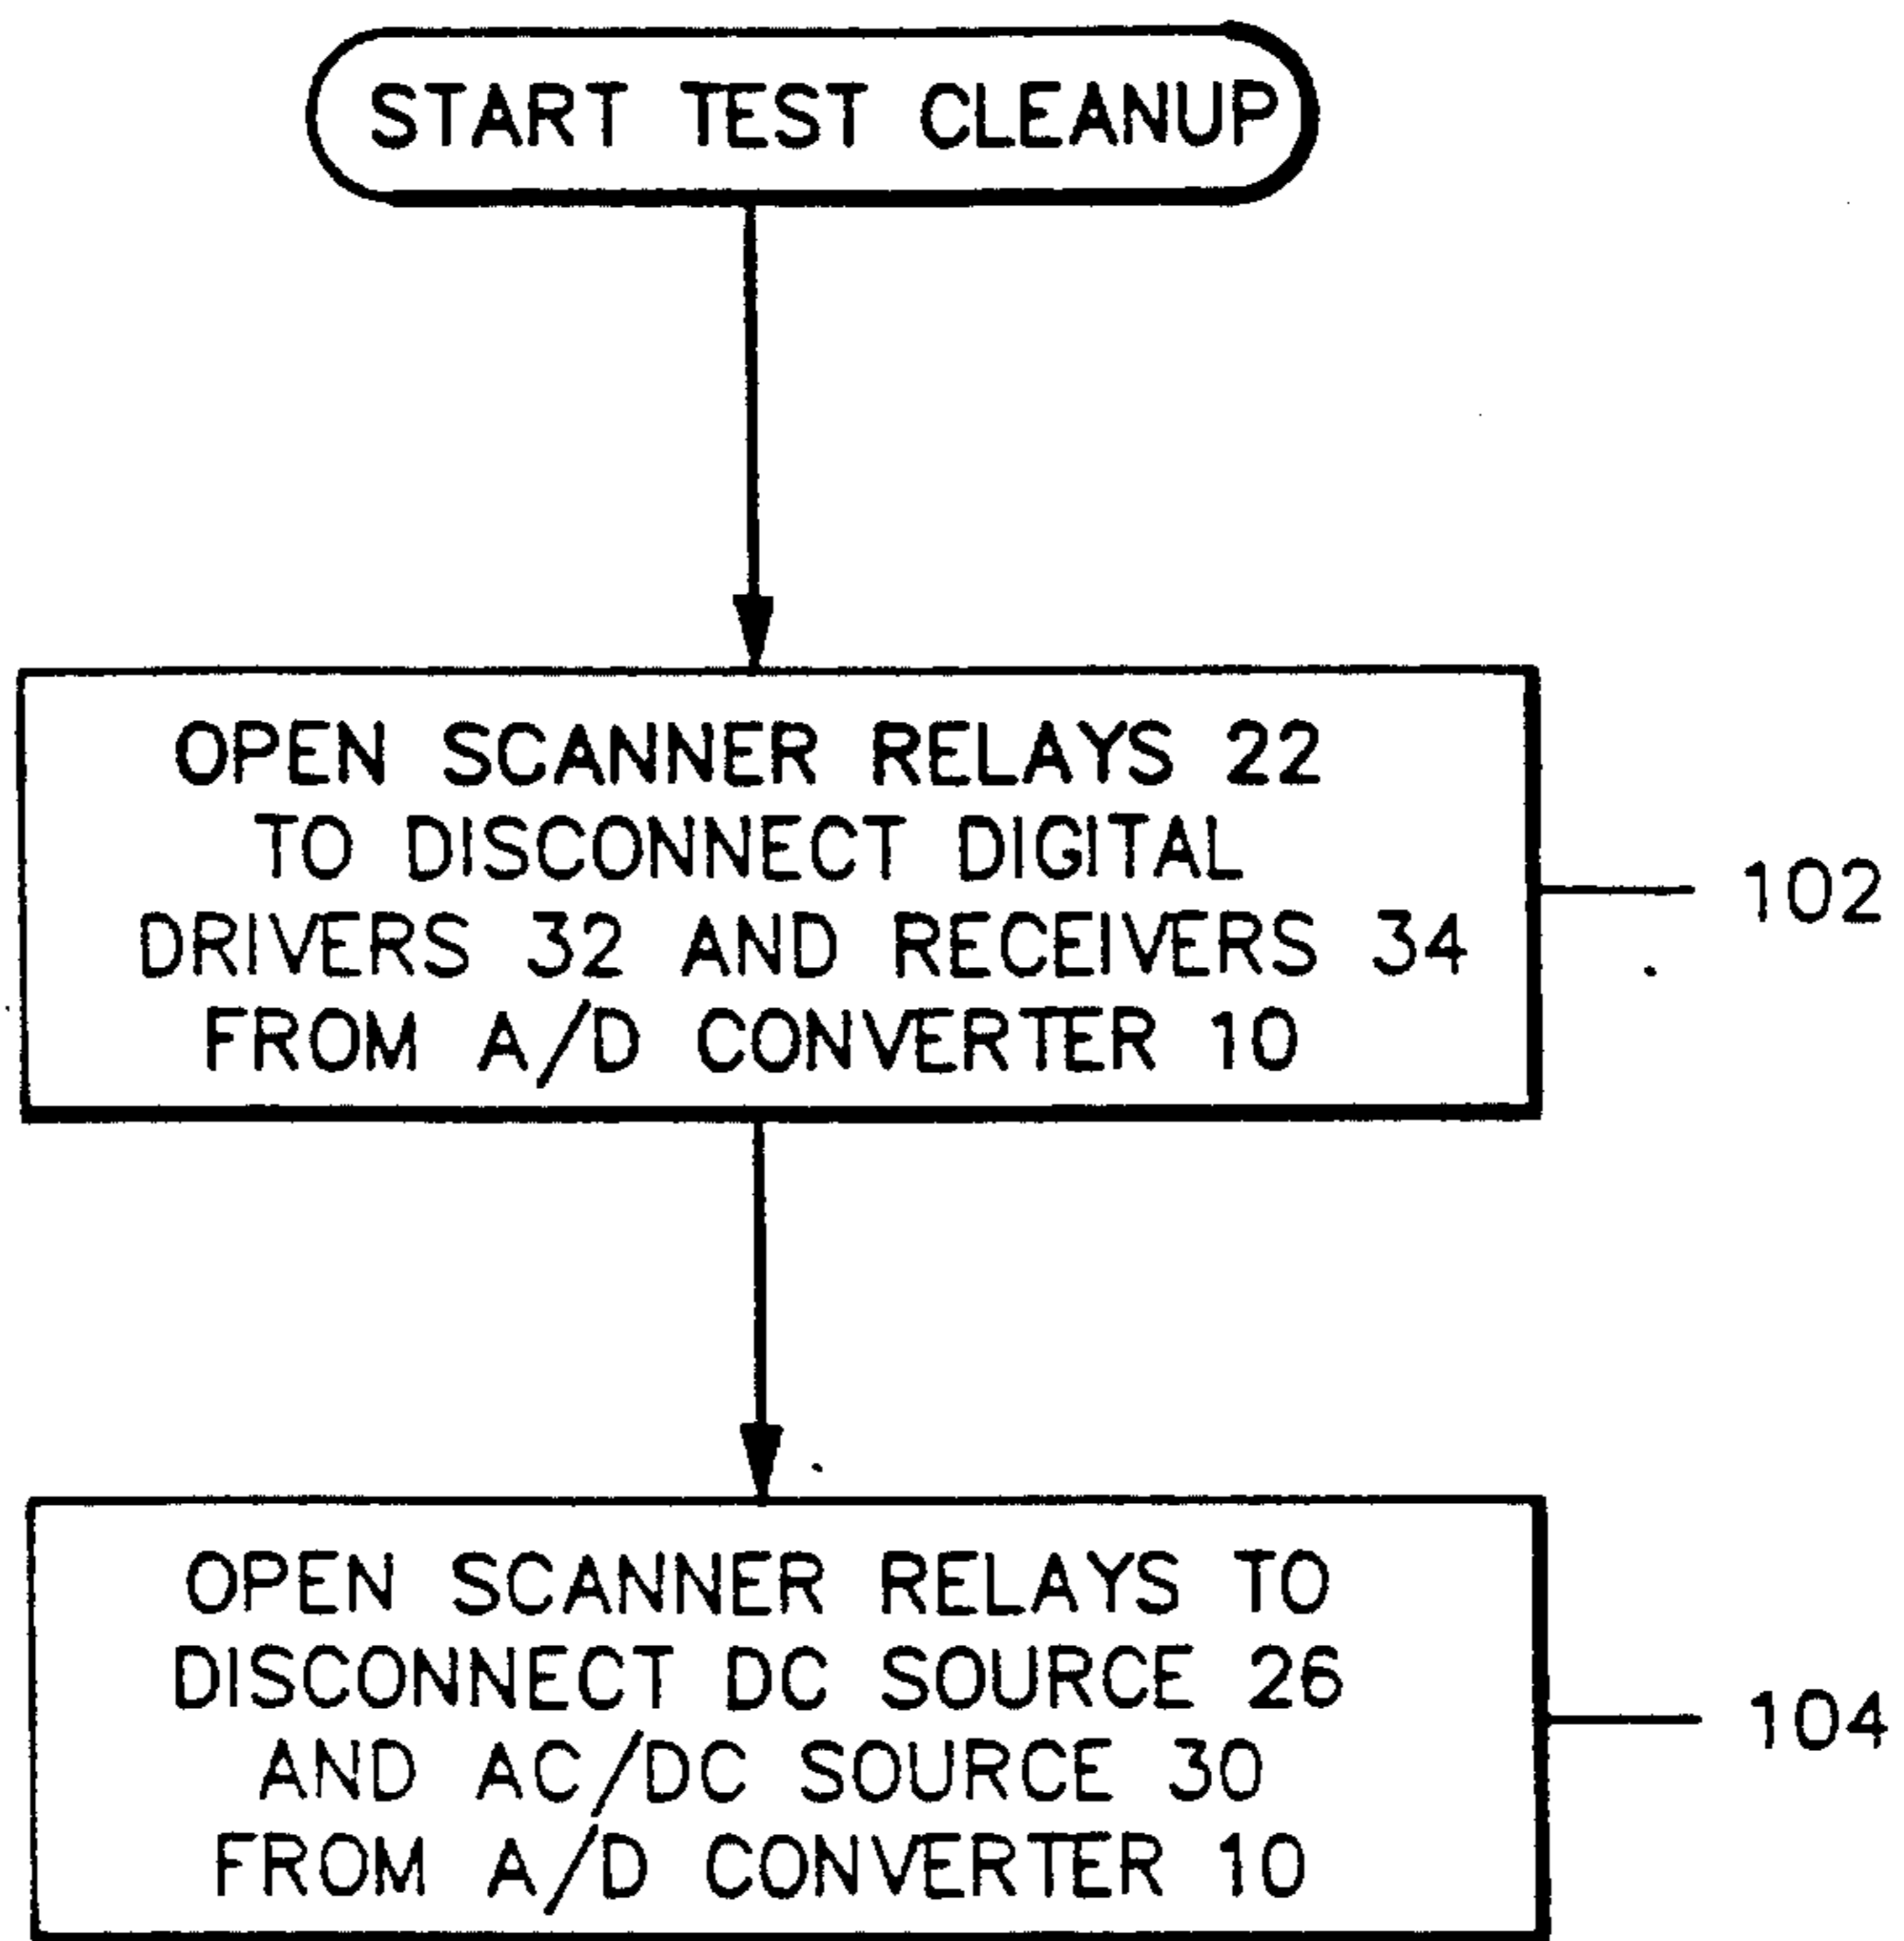 START TEST CLEANUP
OPEN SCANNER RELAYS 22
TO DISCONNECT DIGITAL
DRIVERS 32 AND RECEIVERS 34
FROM A/D CONVERTER 10
102
OPEN SCANNER RELAYS TO
DISCONNECT DC SOURCE 26
AND AC/DC SOURCE 30
FROM A/D CONVERTER 10
104